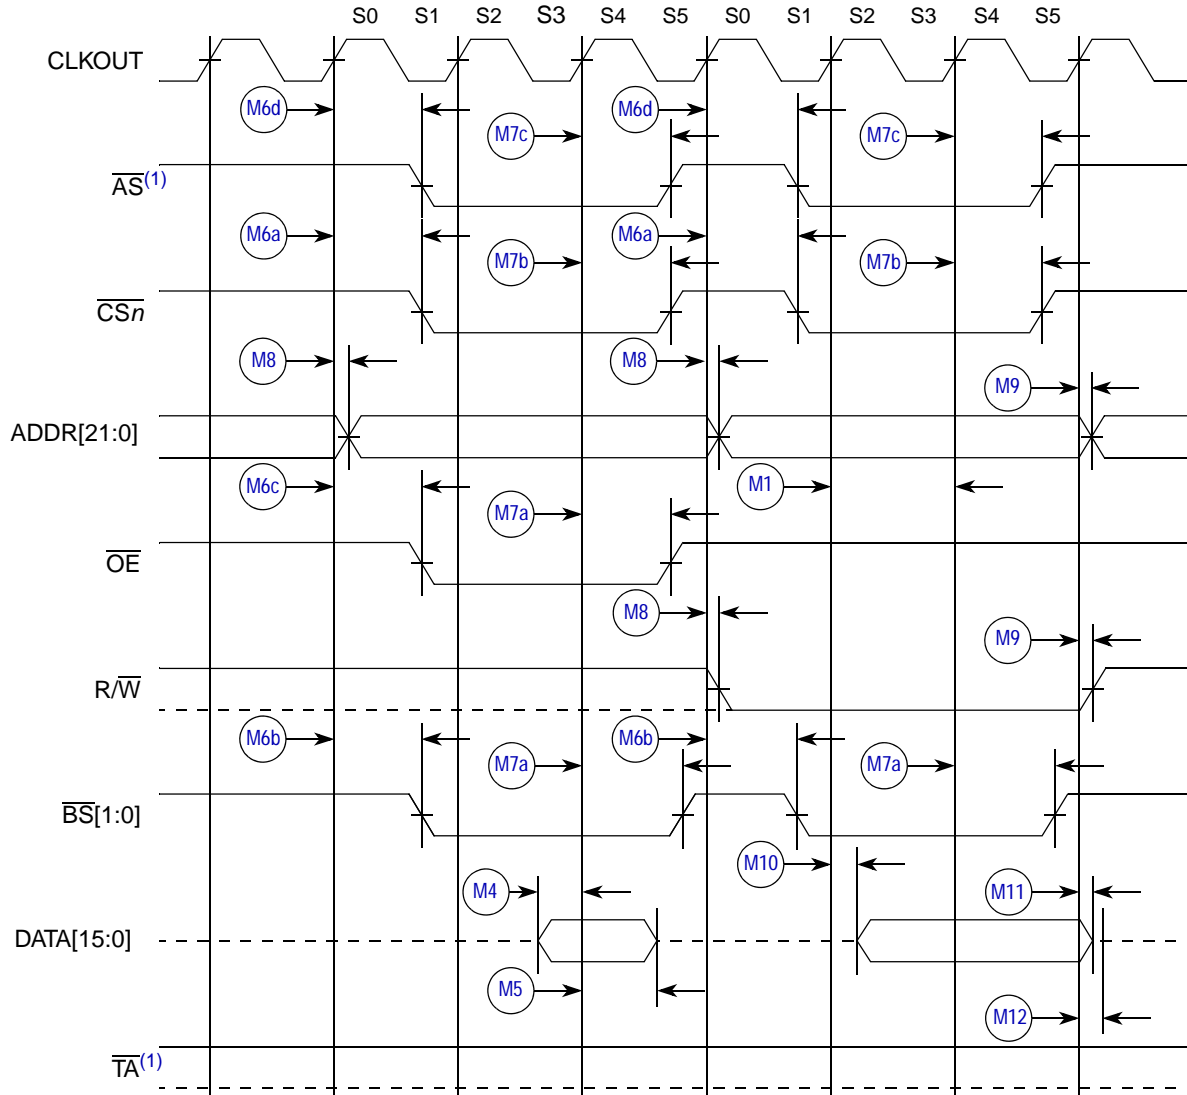 S0 S1 S2 S3 S4 S5 S0 S1 S2 S3 S4 S5
CLKOUT
M6d M6d
M7c M7c
AS(1)
M6a M6a
M7b M7b
CSn
M8 M8
M9
ADDR[21:0]
M6c M1
M7a
OE
M8
M9
R/W
M6b M6b
M7a M7a
BS[1:0]
M10
M4 M11
DATA[15:0]
M5
M12
TA(1)